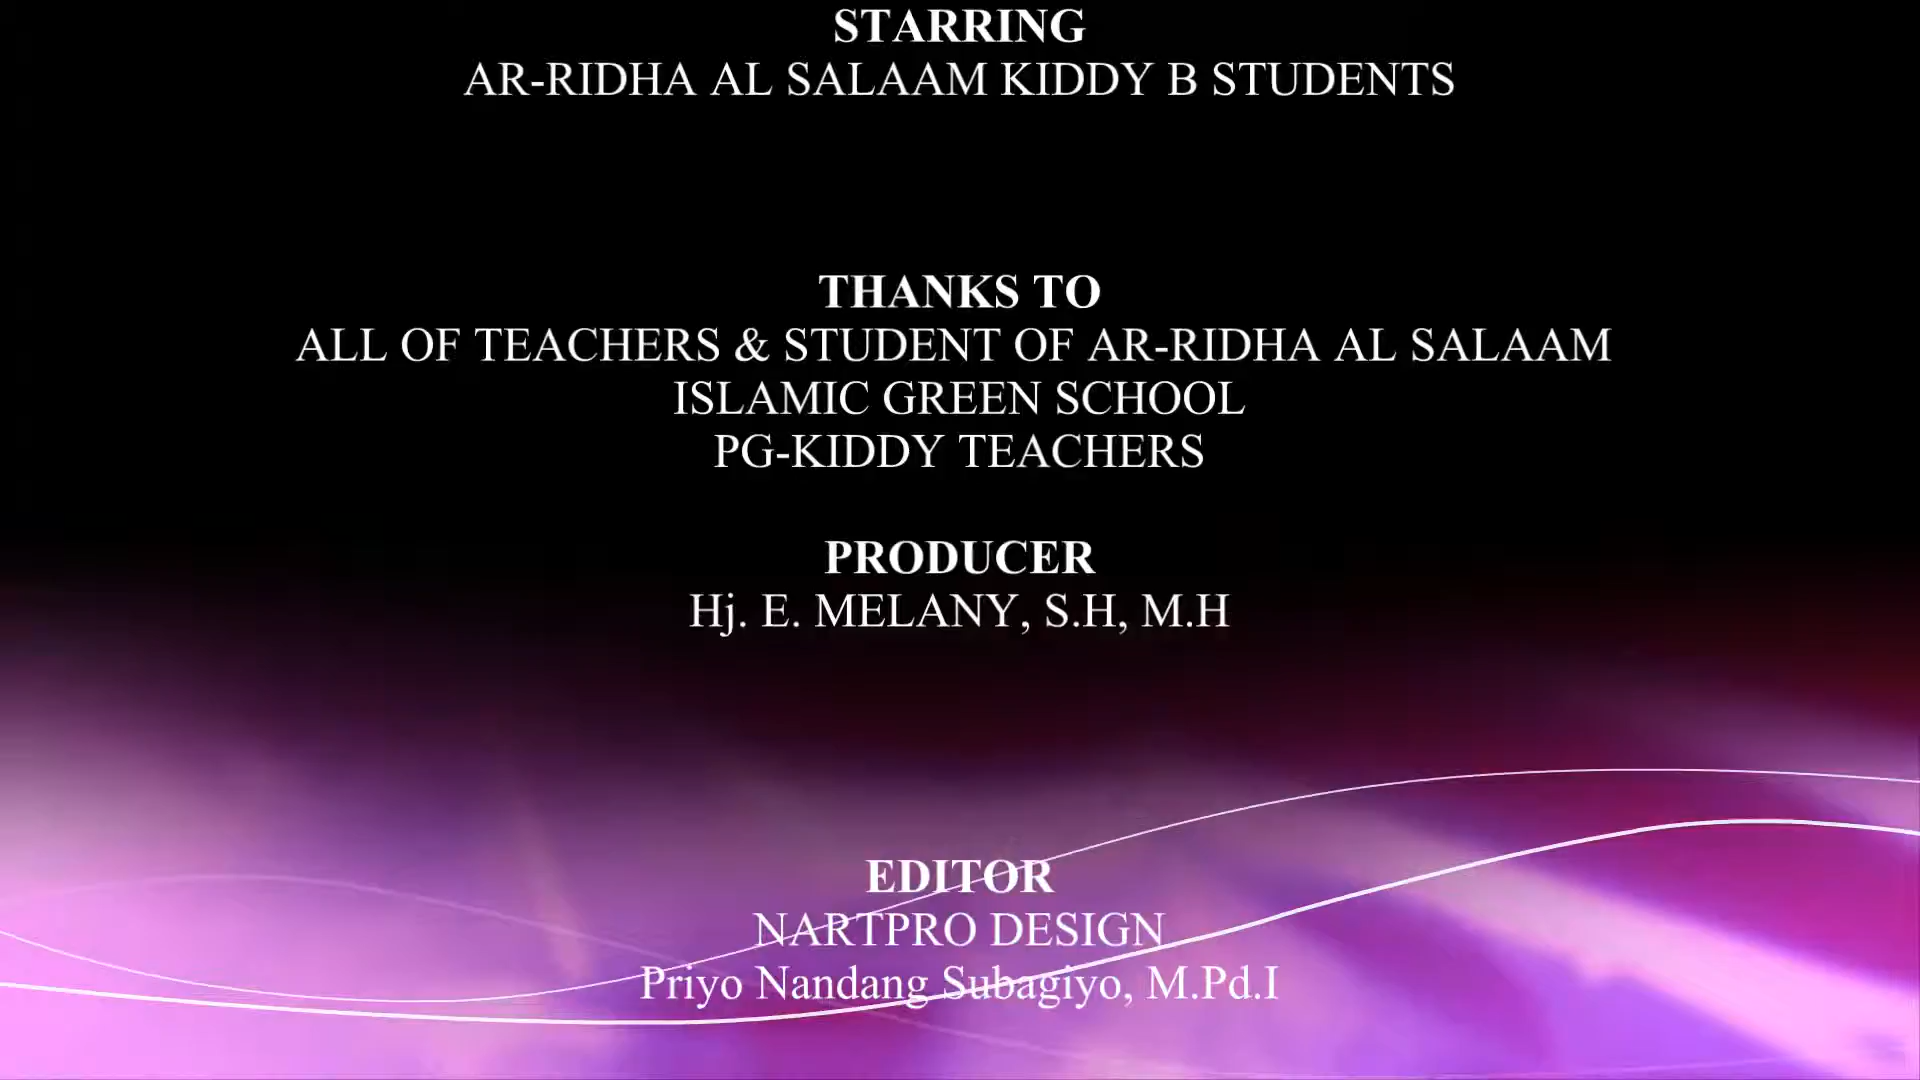 STARRING
AR-RIDHA AL SALAAM KIDDY B STUDENTS
THANKS TO
ALL OF TEACHERS & STUDENT OF AR-RIDHA AL SALAAM
ISLAMIC GREEN SCHOOL
PG-KIDDY TEACHERS
PRODUCER
Hj. E. MELANY, S.H, M.H
EDITOR
NARTPRO DESIGN
Priyo Nandang Subagiyo, M.Pd.I